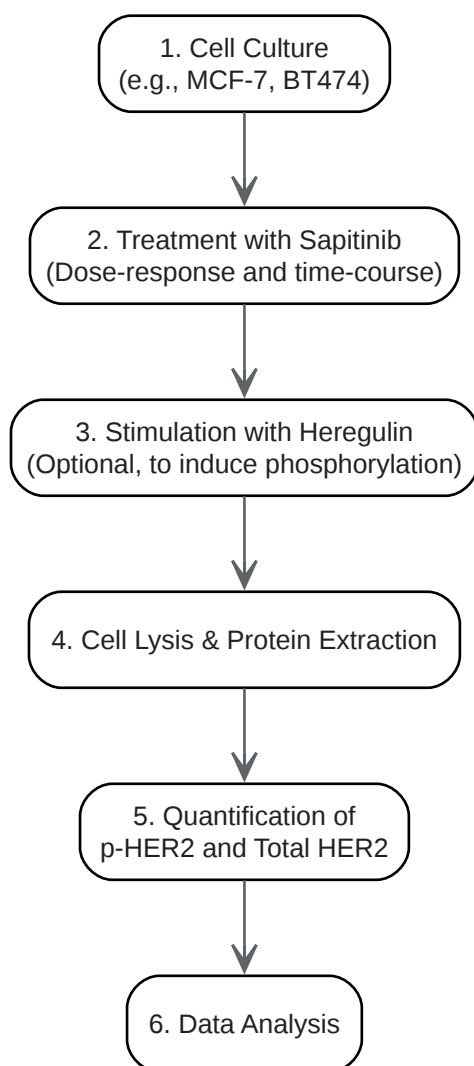 1. Cell Culture
(e.g., MCF-7, BT474)
2. Treatment with Sapitinib
(Dose-response and time-course)
3. Stimulation with Heregulin
(Optional, to induce phosphorylation)
4. Cell Lysis & Protein Extraction
5. Quantification of
p-HER2 and Total HER2
6. Data Analysis